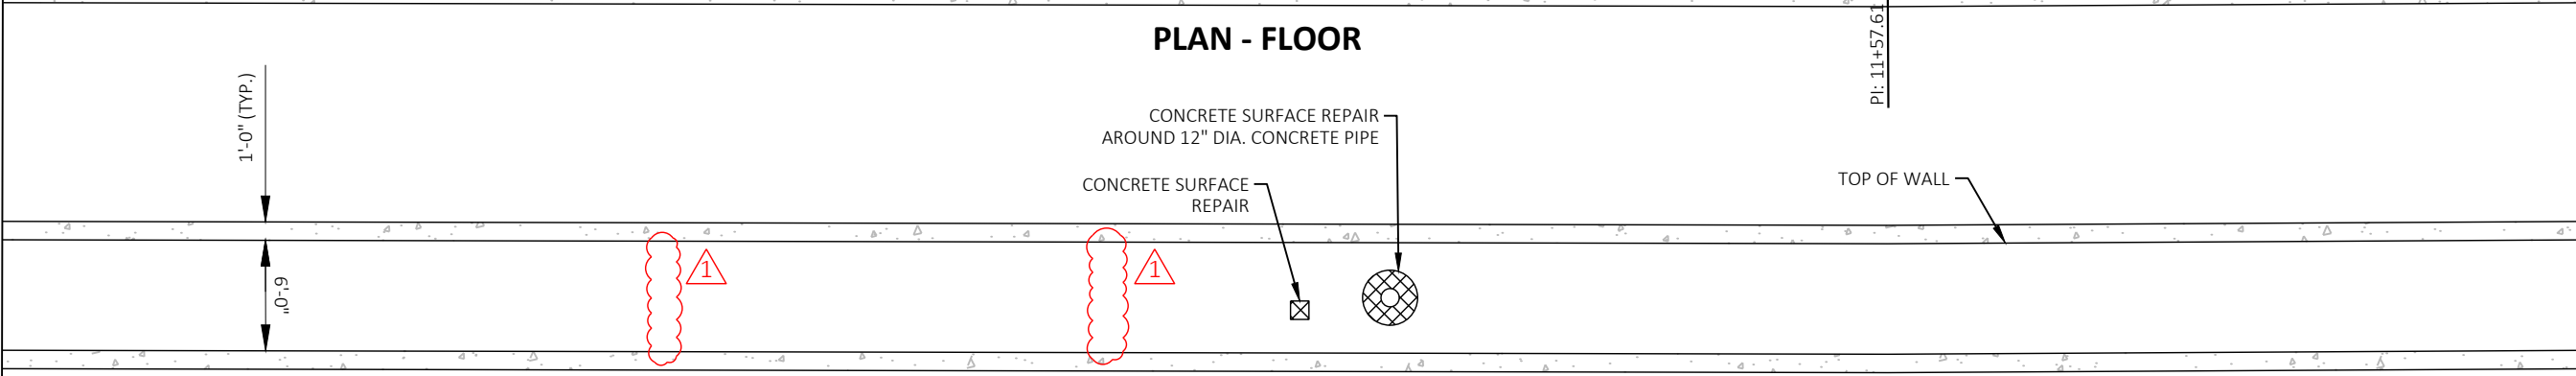 PLAN - FLOOR
PI: 11+57.61
1'-0" (TYP.)
CONCRETE SURFACE REPAIR
AROUND 12" DIA. CONCRETE PIPE
CONCRETE SURFACE
REPAIR
TOP OF WALL
6'-0"
1
1